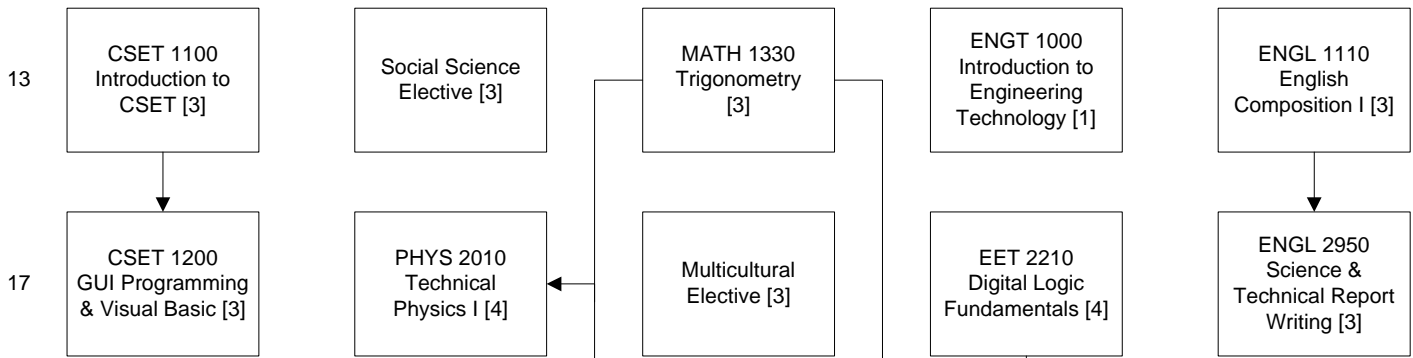 13
CSET 1100
Introduction to
CSET [3]
Social Science
Elective [3]
MATH 1330
Trigonometry
[3]
ENGT 1000
Introduction to
Engineering
Technology [1]
ENGL 1110
English
Composition I [3]
17
CSET 1200
GUI Programming
& Visual Basic [3]
PHYS 2010
Technical
Physics I [4]
Multicultural
Elective [3]
EET 2210
Digital Logic
Fundamentals [4]
ENGL 2950
Science &
Technical Report
Writing [3]